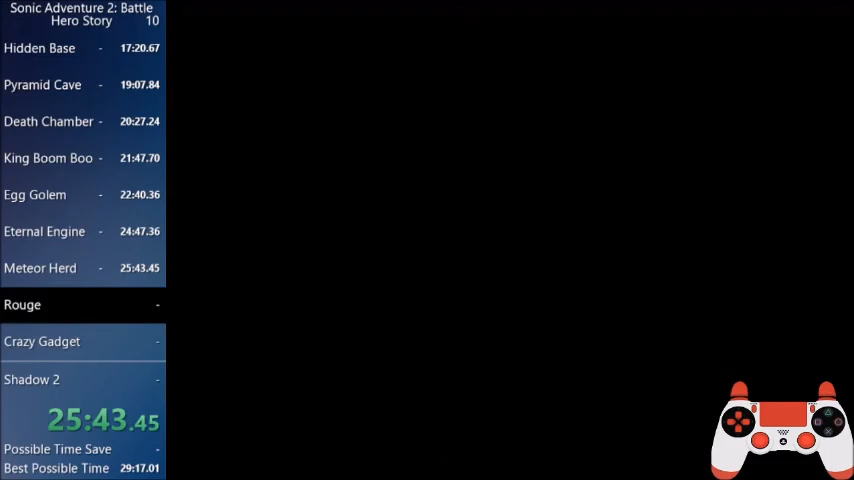 Sonic Adventure 2: Battle
Hero Story 10
Hidden Base - 17:20.67
Pyramid Cave - 19:07.84
Death Chamber - 20:27.24
King Boom Boo - 21:47.70
Egg Golem - 22:40.36
Eternal Engine - 24:47.36
Meteor Herd - 25:43.45
Rouge -
Crazy Gadget -
Shadow 2 -
25:43.45
Possible Time Save -
Best Possible Time 29:17.01